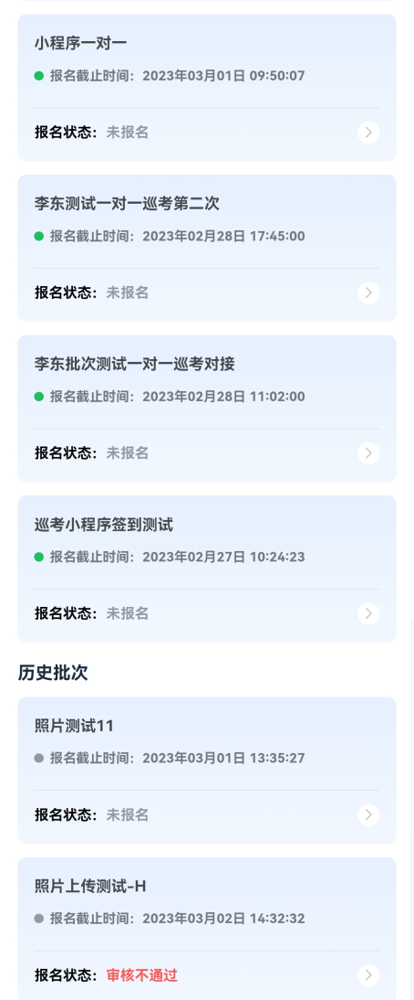 小程序一对一
报名截止时间：2023年03月01日 09:50:07
报名状态：未报名
李东测试一对一巡考第二次
报名截止时间：2023年02月28日 17:45:00
报名状态：未报名
李东批次测试一对一巡考对接
报名截止时间：2023年02月28日 11:02:00
报名状态：未报名
巡考小程序签到测试
报名截止时间：2023年02月27日 10:24:23
报名状态：未报名
历史批次
照片测试11
报名截止时间：2023年03月01日 13:35:27
报名状态：未报名
照片上传测试-H
报名截止时间：2023年03月02日 14:32:32
报名状态：审核不通过